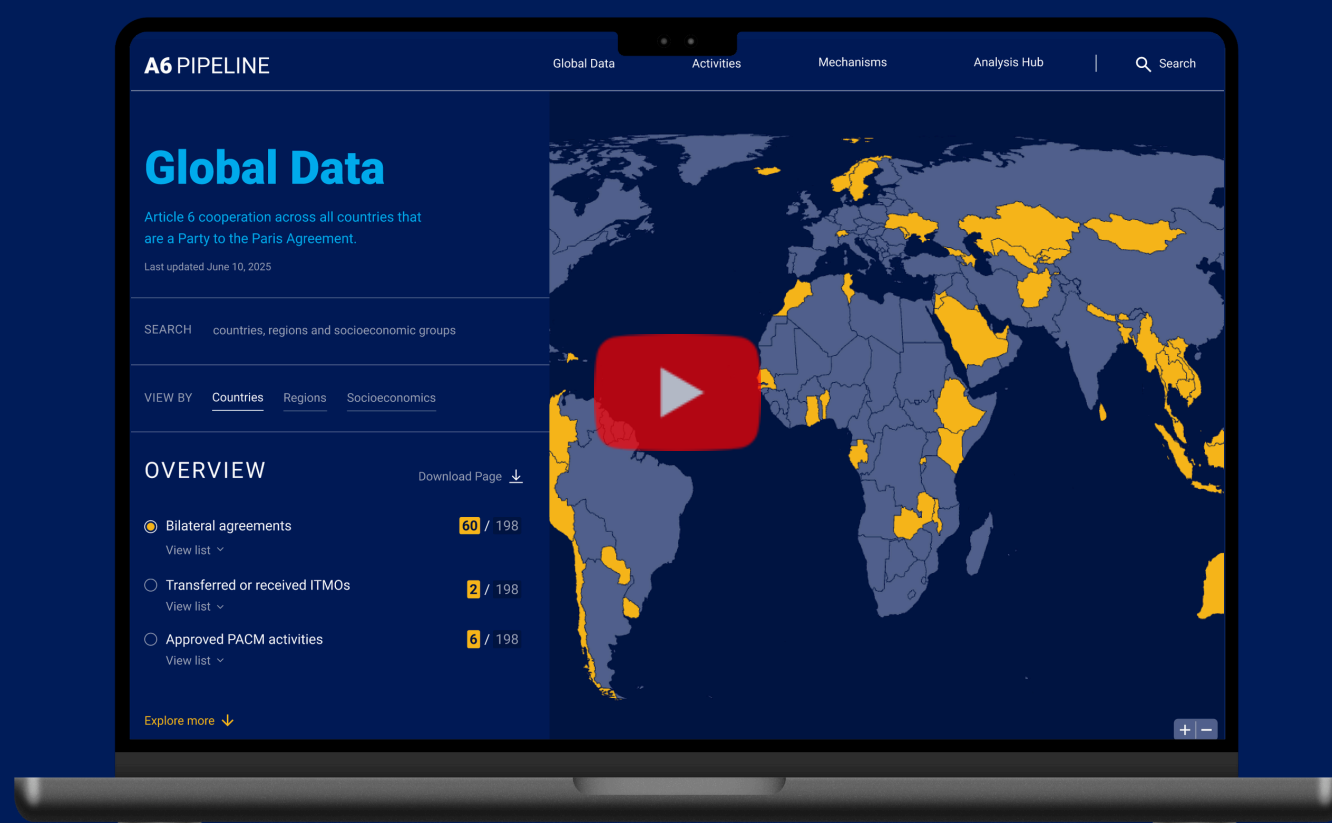 A6 PIPELINE
Global Data
Activities
Mechanisms
Analysis Hub
Search
Global Data
Article 6 cooperation across all countries that
are a Party to the Paris Agreement.
Last updated June 10, 2025
SEARCH countries, regions and socioeconomic groups
VIEW BY Countries Regions Socioeconomics
OVERVIEW
Download Page
Bilateral agreements 60 / 198
View list
Transferred or received ITMOs 2 / 198
View list
Approved PACM activities 6 / 198
View list
Explore more
+ −